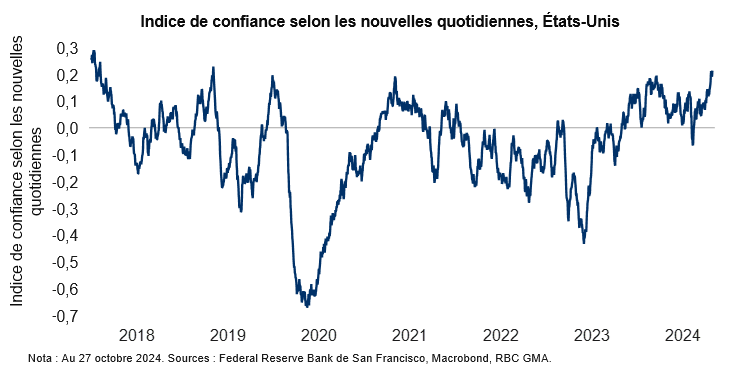 Indice de confiance selon les nouvelles quotidiennes, États-Unis
Indice de confiance selon les nouvelles
quotidiennes
0,3
0,2
0,1
0,0
-0,1
-0,2
-0,3
-0,4
-0,5
-0,6
-0,7
2018 2019 2020 2021 2022 2023 2024
Nota : Au 27 octobre 2024. Sources : Federal Reserve Bank de San Francisco, Macrobond, RBC GMA.